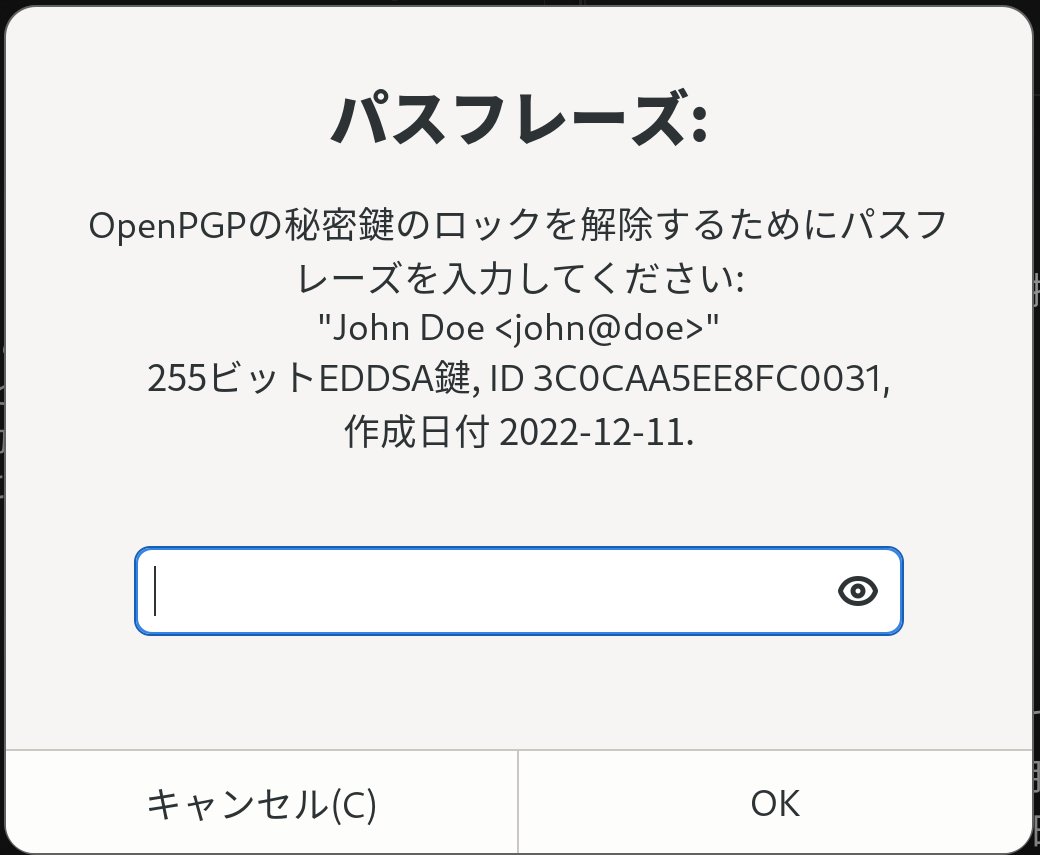 パスフレーズ:
OpenPGPの秘密鍵のロックを解除するためにパスフ
レーズを入力してください:
"John Doe <john@doe>"
255ビットEDDSA鍵, ID 3C0CAA5EE8FC0031,
作成日付 2022-12-11.
キャンセル(C)
OK